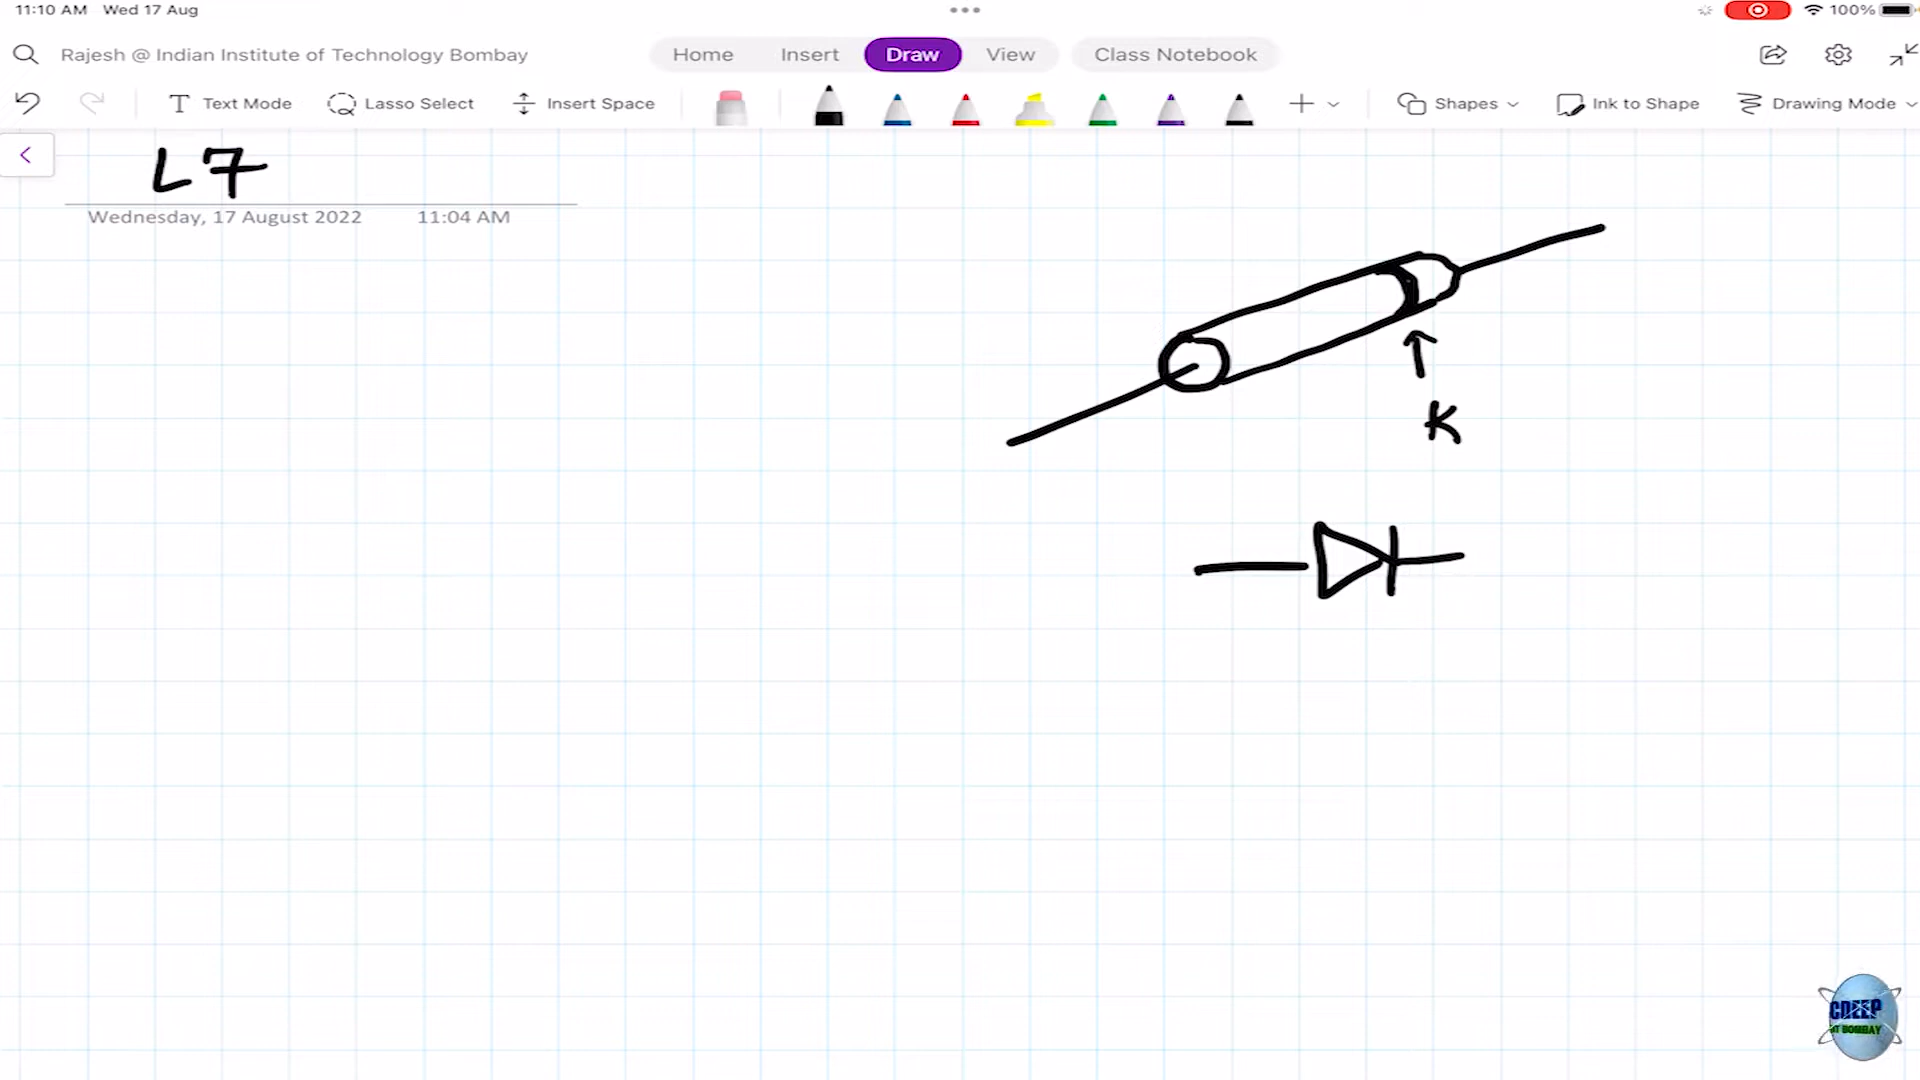 11:10 AM Wed 17 Aug
100%
Rajesh @ Indian Institute of Technology Bombay
Home Insert Draw View Class Notebook
Text Mode Lasso Select Insert Space Shapes Ink to Shape Drawing Mode
L7
Wednesday, 17 August 2022 11:04 AM
K
CDEEP
IIT BOMBAY